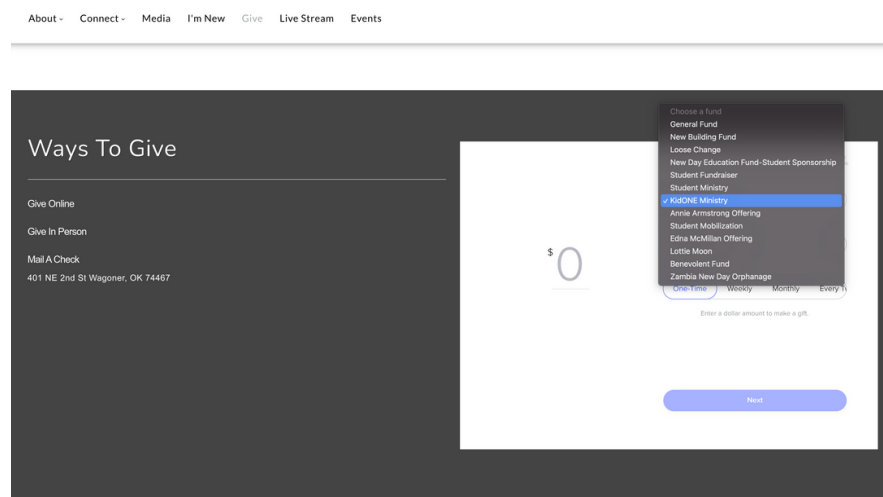 About
Connect
Media
I'm New
Give
Live Stream
Events
Ways To Give
Give Online
Give In Person
Mail A Check
401 NE 2nd St Wagoner, OK 74467
$0
Choose a fund
General Fund
New Building Fund
Loose Change
New Day Education Fund-Student Sponsorship
Student Fundraiser
Student Ministry
✓ KidONE Ministry
Annie Armstrong Offering
Student Mobilization
Edna McMillan Offering
Lottie Moon
Benevolent Fund
Zambia New Day Orphanage
One-Time Weekly Monthly Every
Enter a dollar amount to make a gift.
Next